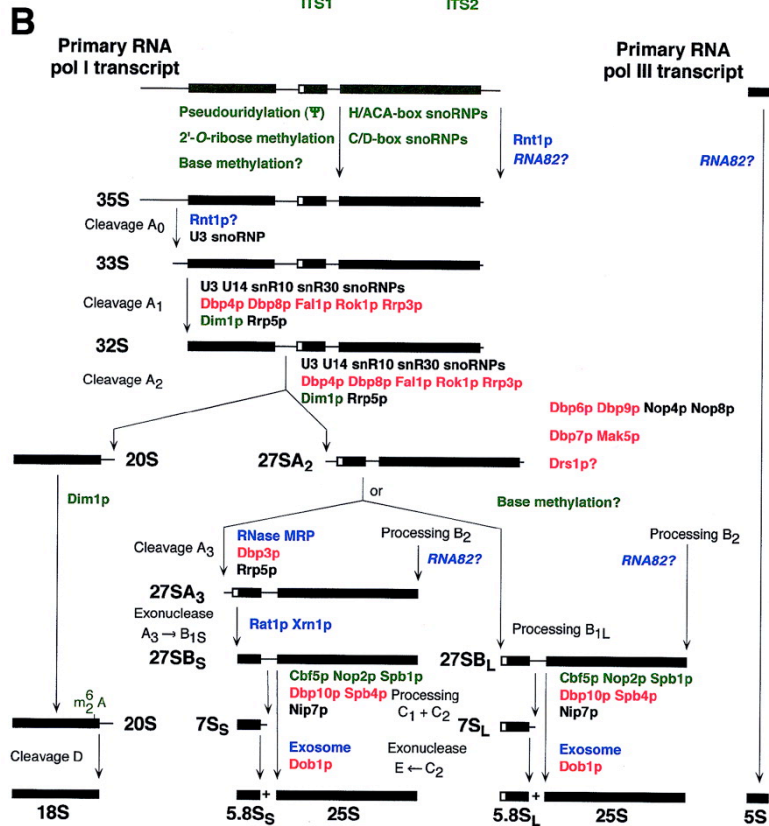 ITS1 ITS2
B
Primary RNA
pol I transcript
Primary RNA
pol III transcript
Pseudouridylation (Ψ) H/ACA-box snoRNPs
2'-O-ribose methylation C/D-box snoRNPs
Base methylation?
Rnt1p
RNA82?
RNA82?
35S
Cleavage A0
Rnt1p?
U3 snoRNP
33S
Cleavage A1
U3 U14 snR10 snR30 snoRNPs
Dbp4p Dbp8p Fal1p Rok1p Rrp3p
Dim1p Rrp5p
32S
Cleavage A2
U3 U14 snR10 snR30 snoRNPs
Dbp4p Dbp8p Fal1p Rok1p Rrp3p
Dim1p Rrp5p
Dbp6p Dbp9p Nop4p Nop8p
Dbp7p Mak5p
Drs1p?
20S
27SA2
Dim1p
or
Base methylation?
Cleavage A3
RNase MRP
Dbp3p
Rrp5p
Processing B2
RNA82?
Processing B2
RNA82?
27SA3
Exonuclease
A3 → B1S
Rat1p Xrn1p
Processing B1L
27SBS
27SBL
Cbf5p Nop2p Spb1p
Dbp10p Spb4p
Nip7p
Processing
C1 + C2
Cbf5p Nop2p Spb1p
Dbp10p Spb4p
Nip7p
m62A
20S
7SS
7SL
Cleavage D
Exosome
Dob1p
Exonuclease
E ← C2
Exosome
Dob1p
18S
5.8SS + 25S
5.8SL + 25S
5S